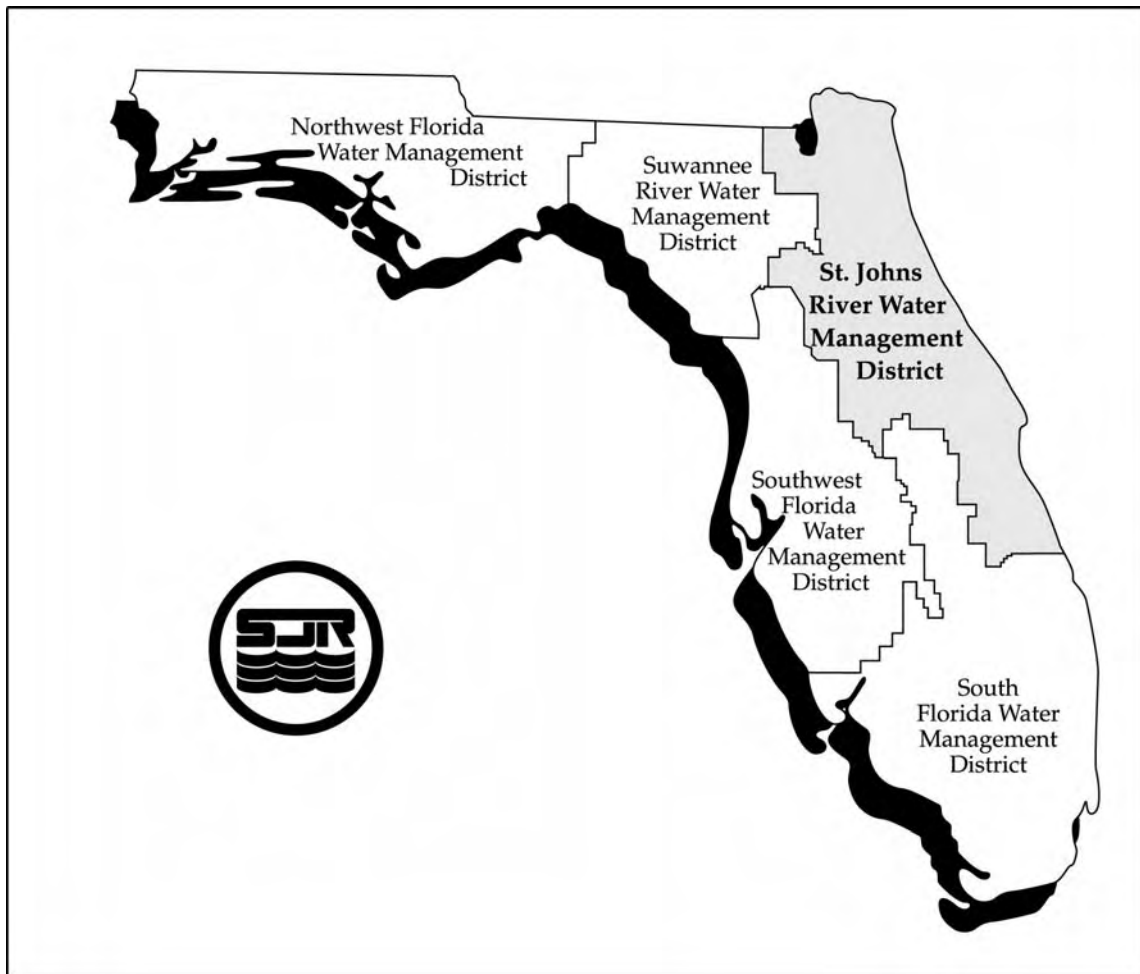 Northwest Florida
Water Management
District
Suwannee
River Water
Management
District
St. Johns
River Water
Management
District
Southwest
Florida
Water
Management
District
SJR
South
Florida Water
Management
District